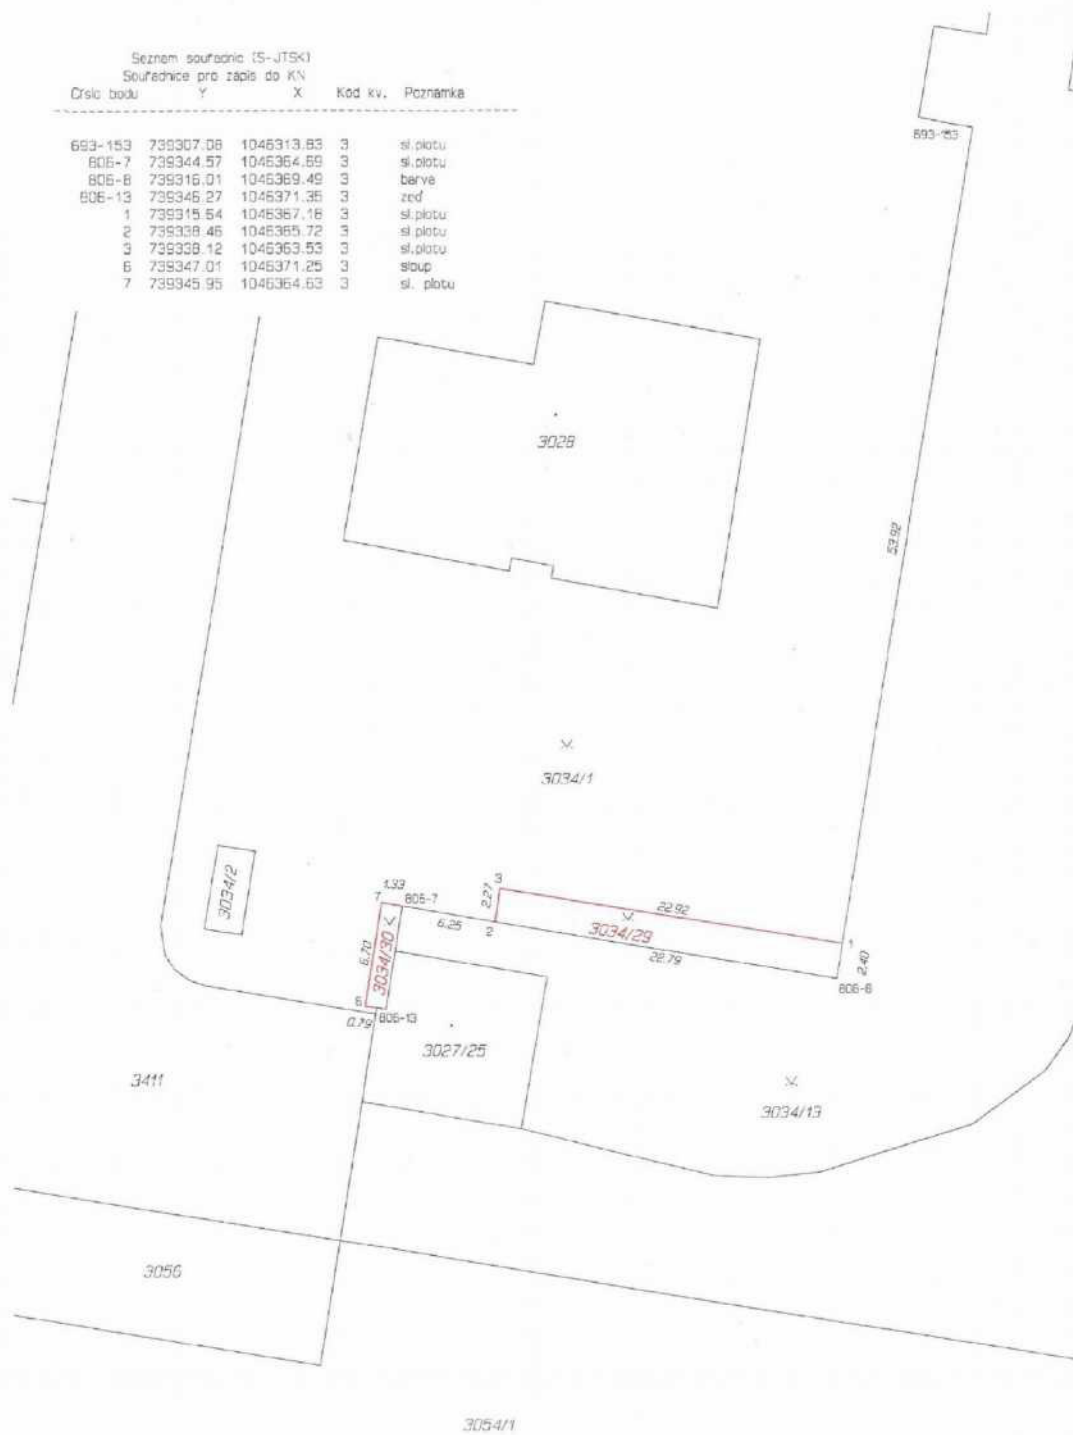 Seznam souřadnic (S-JTSK)
Souřadnice pro zápis do KN
Číslo bodu Y X Kód kv. Poznámka
693-153 739307.08 1046313.83 3 sl.plotu
806-7 739344.57 1046364.69 3 sl.plotu
806-8 739316.01 1046369.49 3 barva
806-13 739346.27 1046371.35 3 zeď
1 739315.64 1046367.18 3 sl.plotu
2 739338.46 1046365.72 3 sl.plotu
3 739338.12 1046363.53 3 sl.plotu
6 739347.01 1046371.25 3 sloup
7 739345.95 1046364.63 3 sl. plotu
693-153
3028
53.92
3034/1
3034/2
1.33
7
806-7
3
2.27
6.25
2
22.92
3034/29
22.79
1
2.40
806-8
6.70
3034/30
6
0.79
806-13
3027/25
3411
3034/13
3056
3054/1